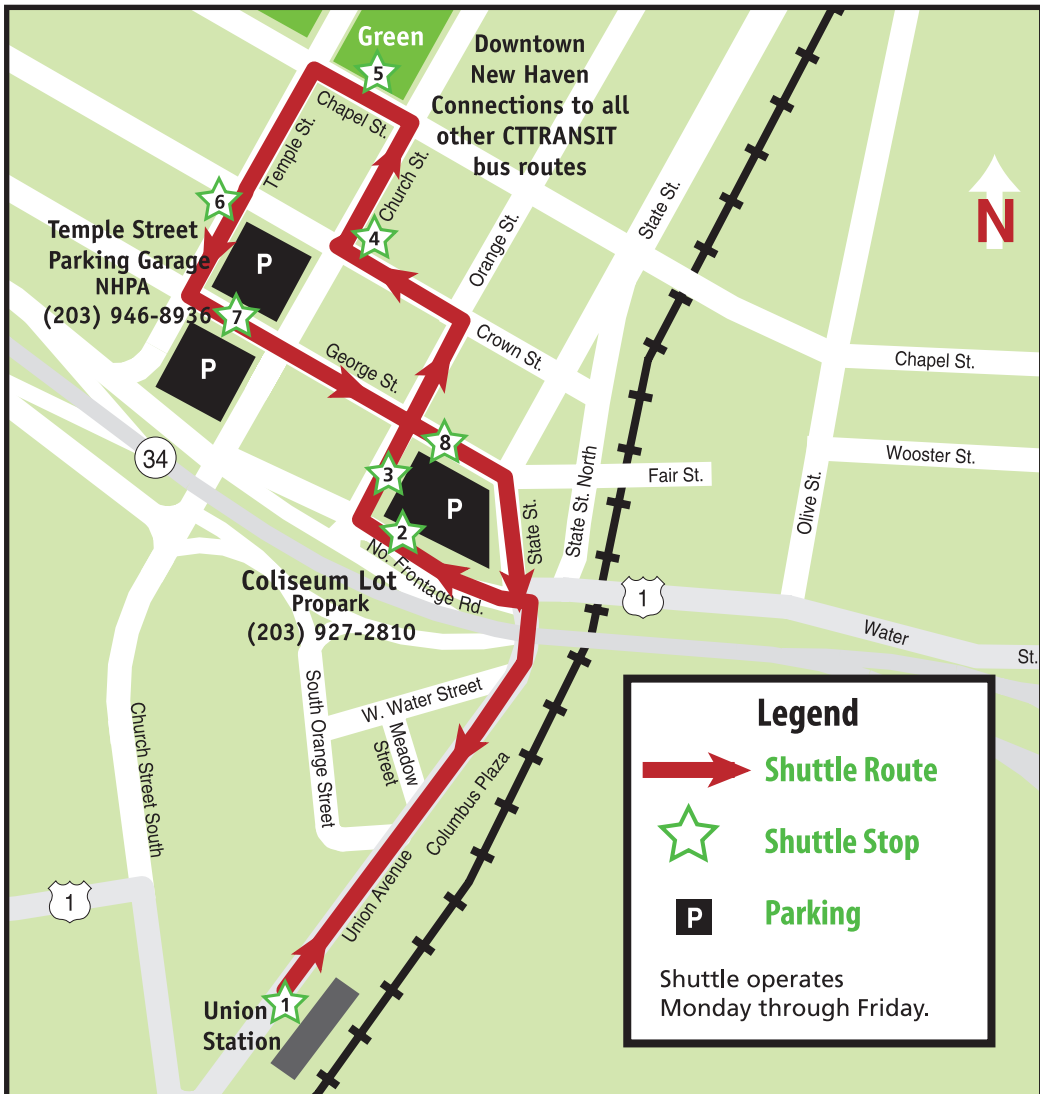 Green
5
Downtown
New Haven
Connections to all
other CTTRANSIT
bus routes
Chapel St.
Temple St.
Church St.
State St.
N
6
4
Orange St.
Temple Street
Parking Garage
NHPA
(203) 946-8936
P
7
P
Crown St.
Chapel St.
George St.
34
8
3
P
2
Fair St.
Wooster St.
Olive St.
State St.
State St. North
No. Frontage Rd.
Coliseum Lot
Propark
(203) 927-2810
1
Water
St.
W. Water Street
South Orange Street
Meadow
Street
Columbus Plaza
Church Street South
Union Avenue
1
1
Union
Station
Legend
Shuttle Route
Shuttle Stop
P
Parking
Shuttle operates
Monday through Friday.